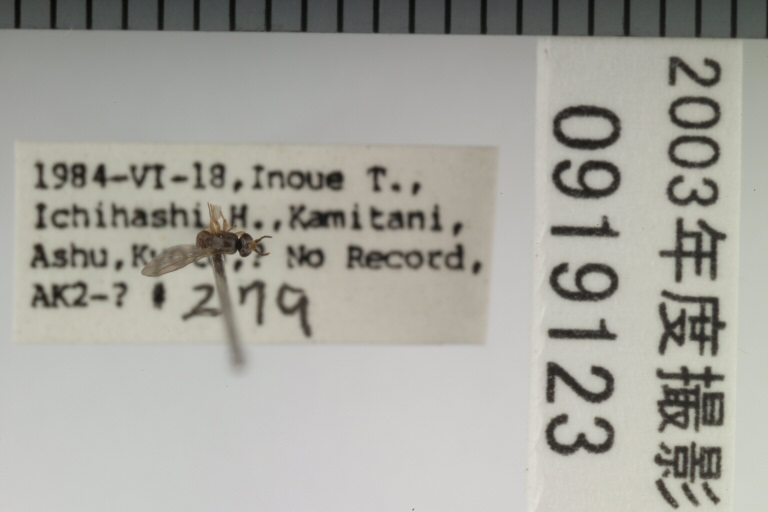 1984-VI-18, Inoue T.,
Ichihashi H., Kamitani,
Ashu, ? No Record,
AK2-? # 279
0919123
2003年度撮影